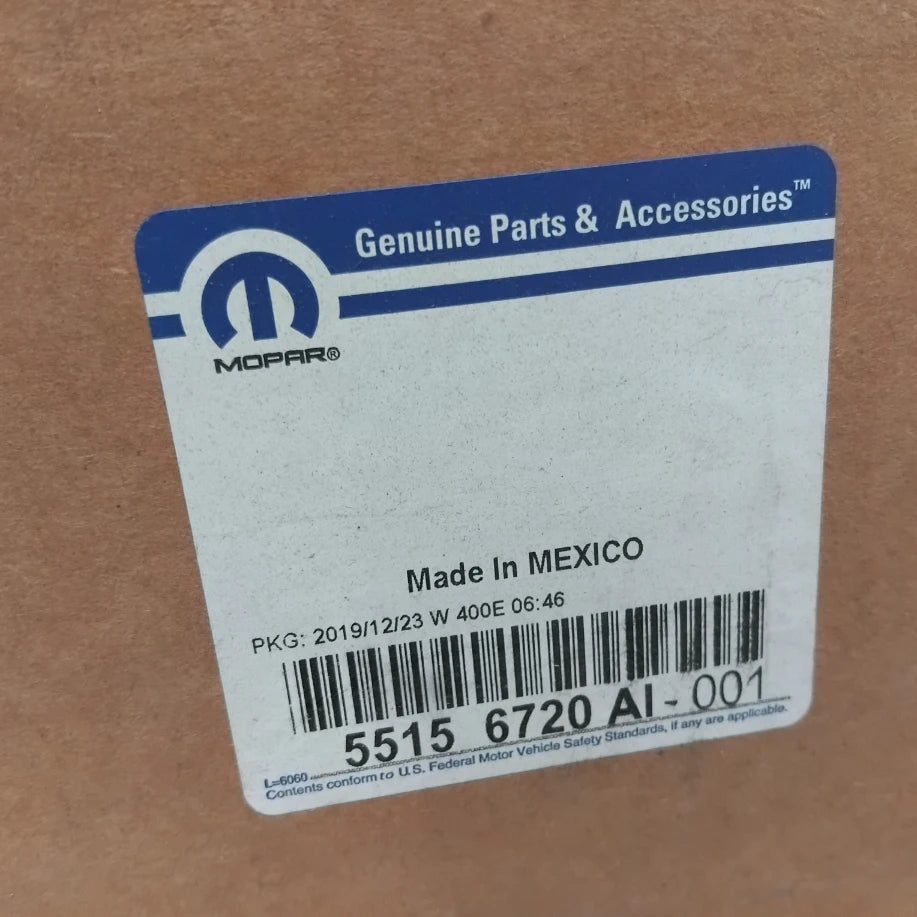 Genuine Parts & Accessories™
MOPAR®
Made In MEXICO
PKG: 2019/12/23 W 400E 06:46
5515 6720 AI - 001
L=6060
Contents conform to U.S. Federal Motor Vehicle Safety Standards, if any are applicable.